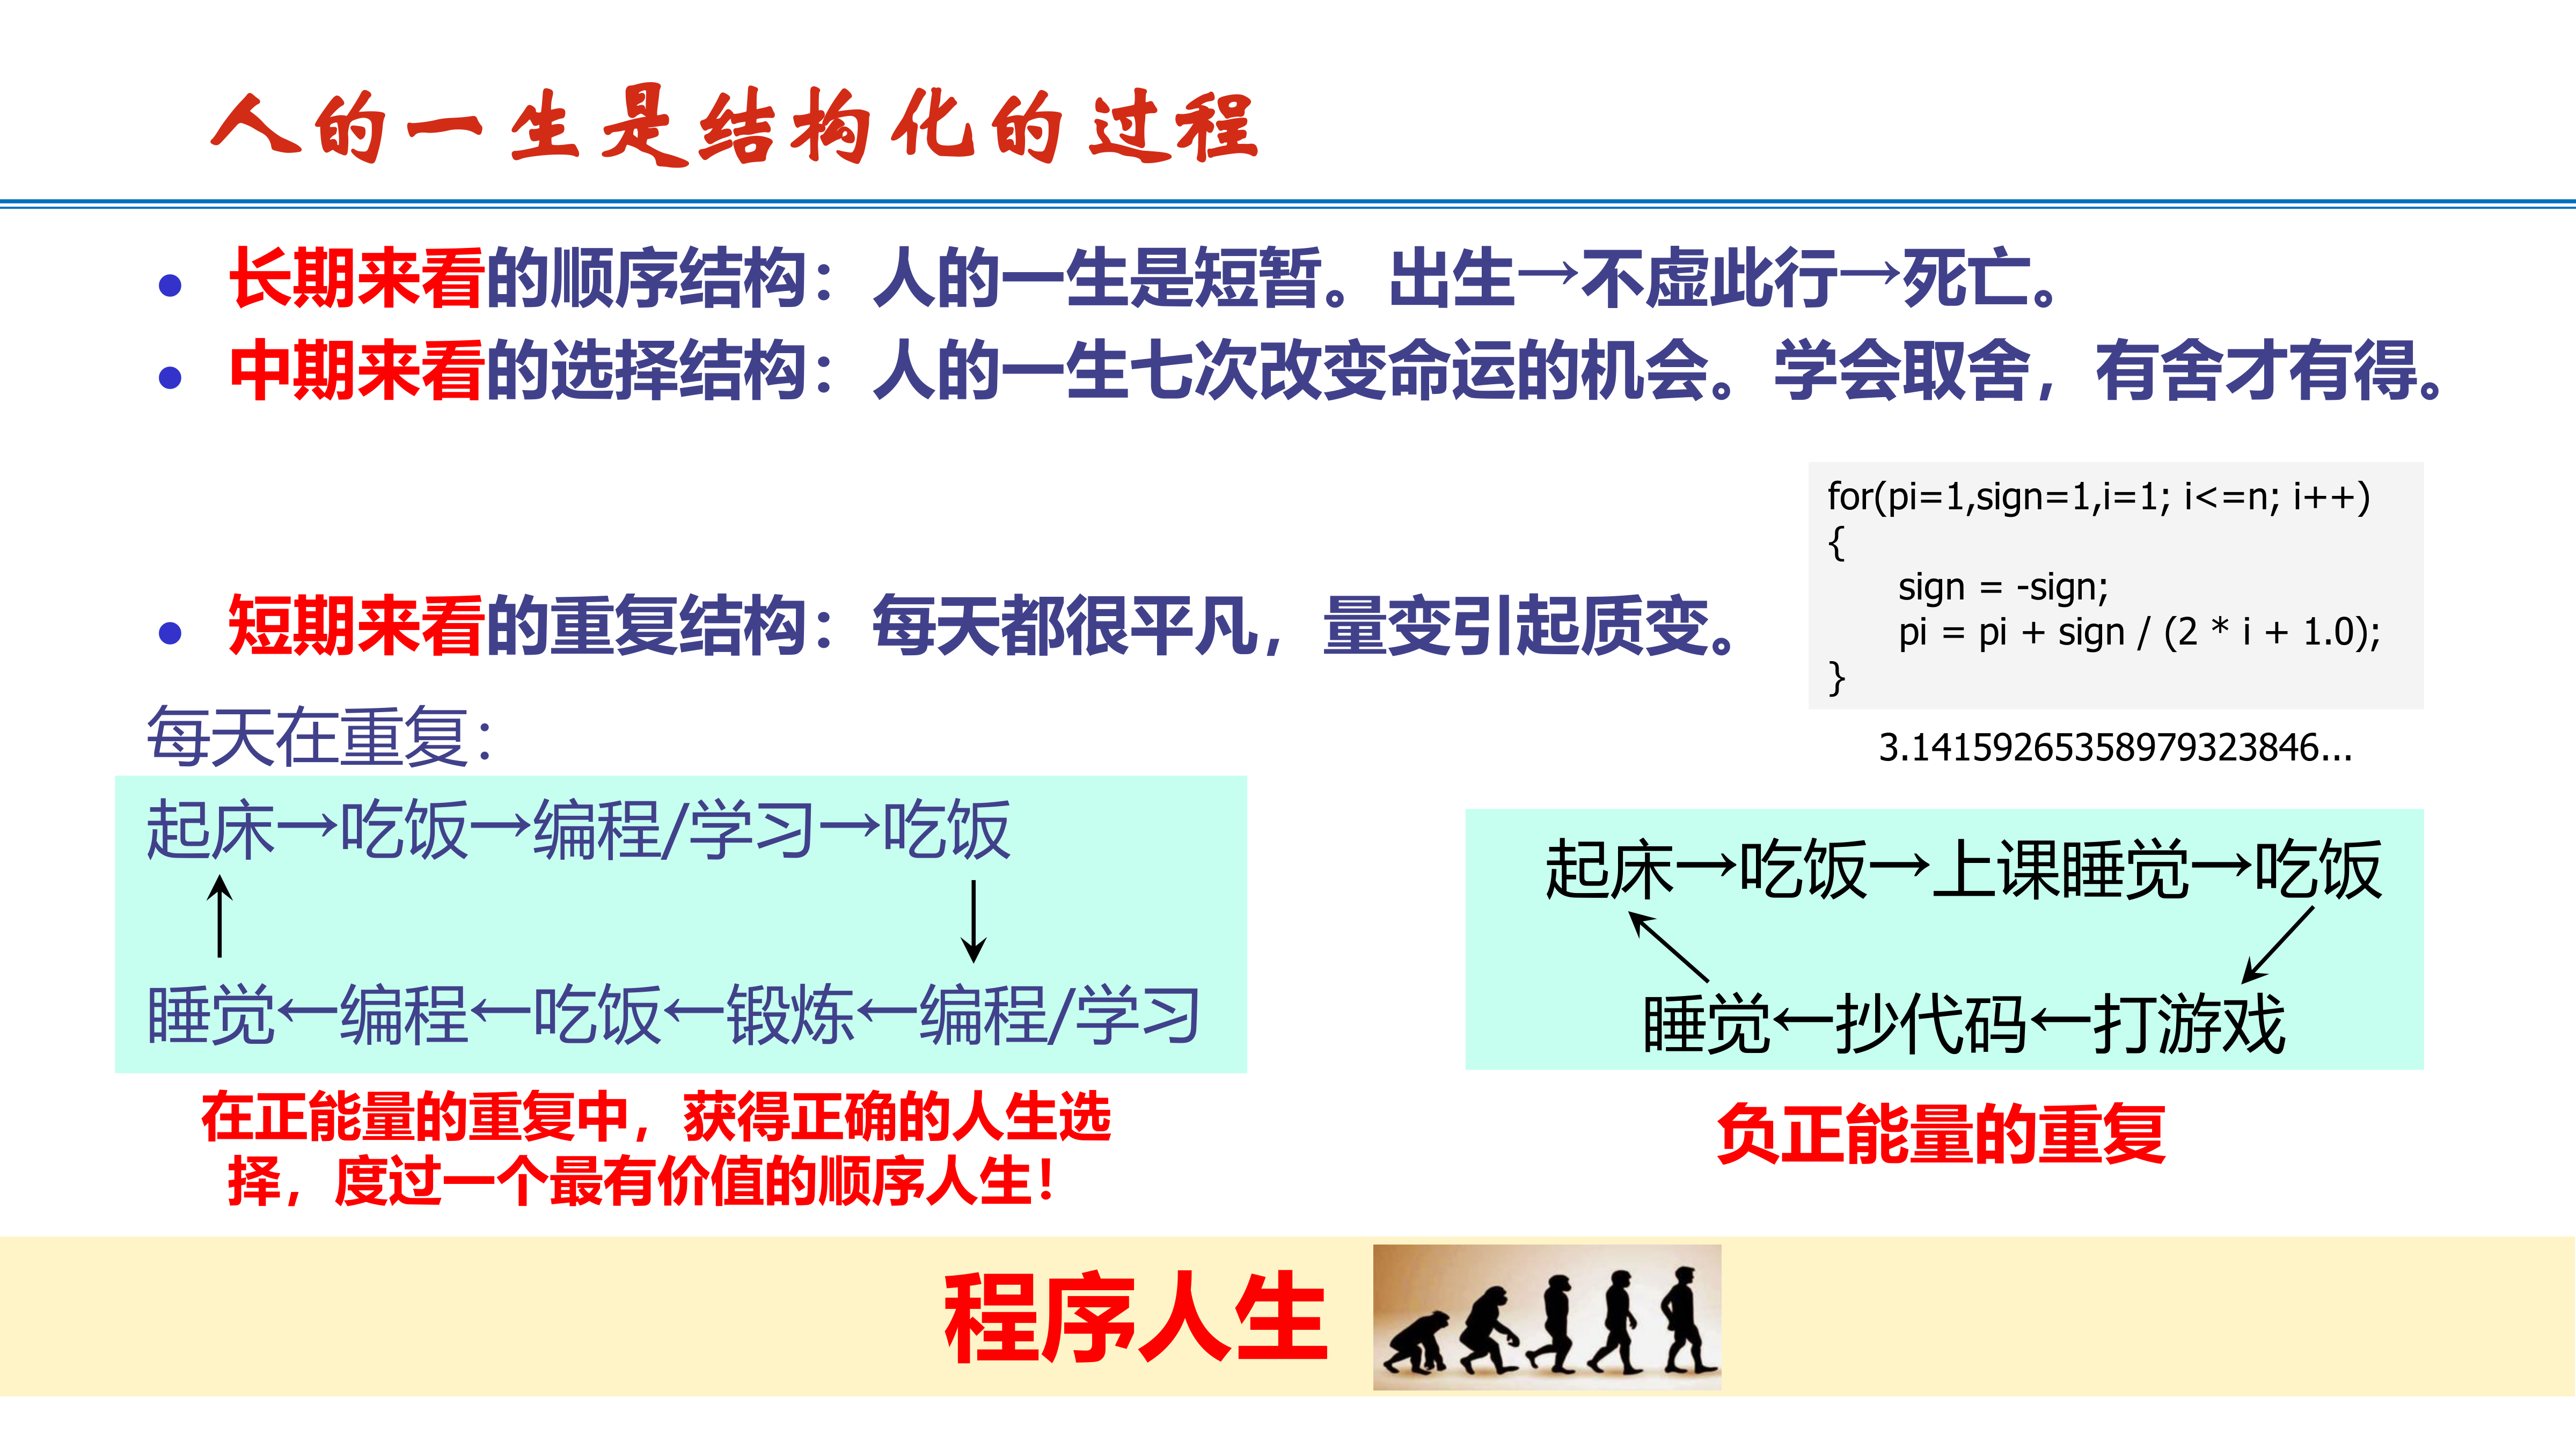 人的一生是结构化的过程
● 长期来看的顺序结构：人的一生是短暂。出生→不虚此行→死亡。
● 中期来看的选择结构：人的一生七次改变命运的机会。学会取舍，有舍才有得。
● 短期来看的重复结构：每天都很平凡，量变引起质变。
for(pi=1,sign=1,i=1; i<=n; i++)
{
sign = -sign;
pi = pi + sign / (2 * i + 1.0);
}
3.14159265358979323846...
每天在重复：
起床→吃饭→编程/学习→吃饭
睡觉←编程←吃饭←锻炼←编程/学习
在正能量的重复中，获得正确的人生选
择，度过一个最有价值的顺序人生！
起床→吃饭→上课睡觉→吃饭
睡觉←抄代码←打游戏
负正能量的重复
程序人生